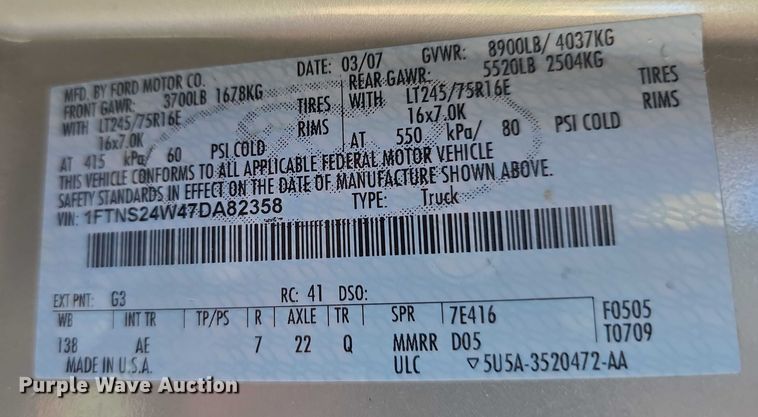 MFD. BY FORD MOTOR CO. DATE: 03/07 GVWR: 8900LB/ 4037KG
FRONT GAWR: 3700LB 1678KG REAR GAWR: 5520LB 2504KG
WITH LT245/75R16E TIRES WITH LT245/75R16E TIRES
16x7.0K RIMS 16x7.0K RIMS
AT 415 kPa/ 60 PSI COLD AT 550 kPa/ 80 PSI COLD
THIS VEHICLE CONFORMS TO ALL APPLICABLE FEDERAL MOTOR VEHICLE
SAFETY STANDARDS IN EFFECT ON THE DATE OF MANUFACTURE SHOWN ABOVE.
VIN: 1FTNS24W47DA82358 TYPE: Truck
EXT PNT: G3 RC: 41 DSO:
WB INT TR TP/PS R AXLE TR SPR 7E416 F0505
138 AE 7 22 Q MMRR D05 T0709
MADE IN U.S.A. ULC ▽5U5A-3520472-AA
Purple Wave Auction